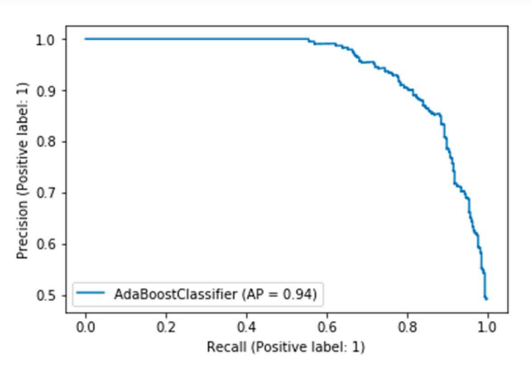 1.0
0.9
0.8
0.7
0.6
0.5
Precision (Positive label: 1)
AdaBoostClassifier (AP = 0.94)
0.0 0.2 0.4 0.6 0.8 1.0
Recall (Positive label: 1)